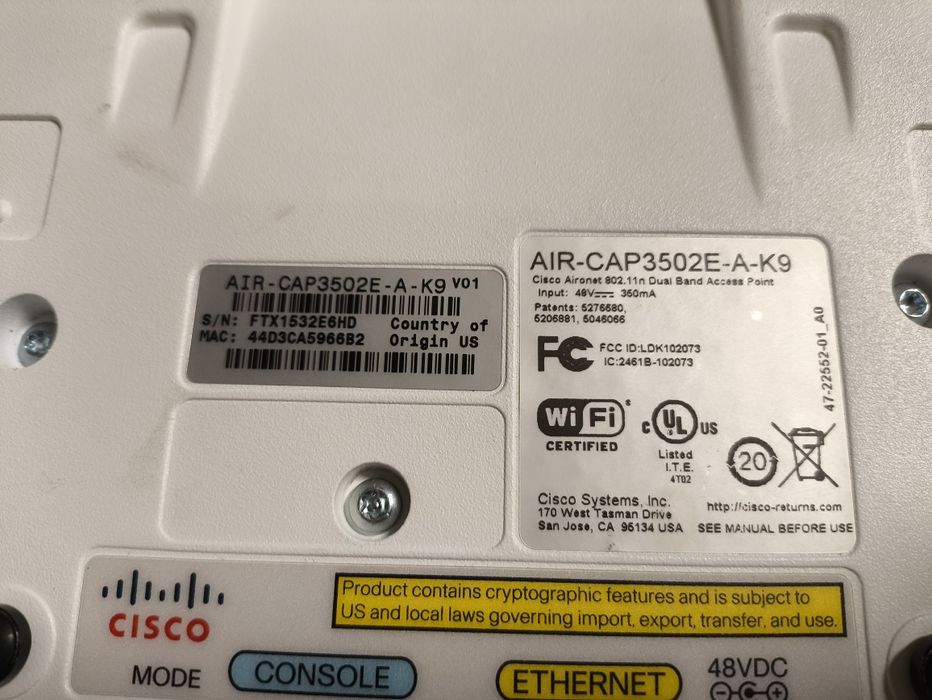 AIR-CAP3502E-A-K9 V01
S/N: FTX1532E6HD
MAC: 44D3CA5966B2
Country of
Origin US
AIR-CAP3502E-A-K9
Cisco Aironet 802.11n Dual Band Access Point
Input: 48V 350mA
Patents: 5276680,
5206881, 5046066
FCC ID:LDK102073
IC:2461B-102073
47-22552-01_A0
Wi Fi
CERTIFIED
C UL US
Listed
I.T.E.
4T02
20
Cisco Systems, Inc.
170 West Tasman Drive
San Jose, CA 95134 USA
http://cisco-returns.com
SEE MANUAL BEFORE USE
CISCO
Product contains cryptographic features and is subject to
US and local laws governing import, export, transfer, and use.
MODE
CONSOLE
ETHERNET
48VDC